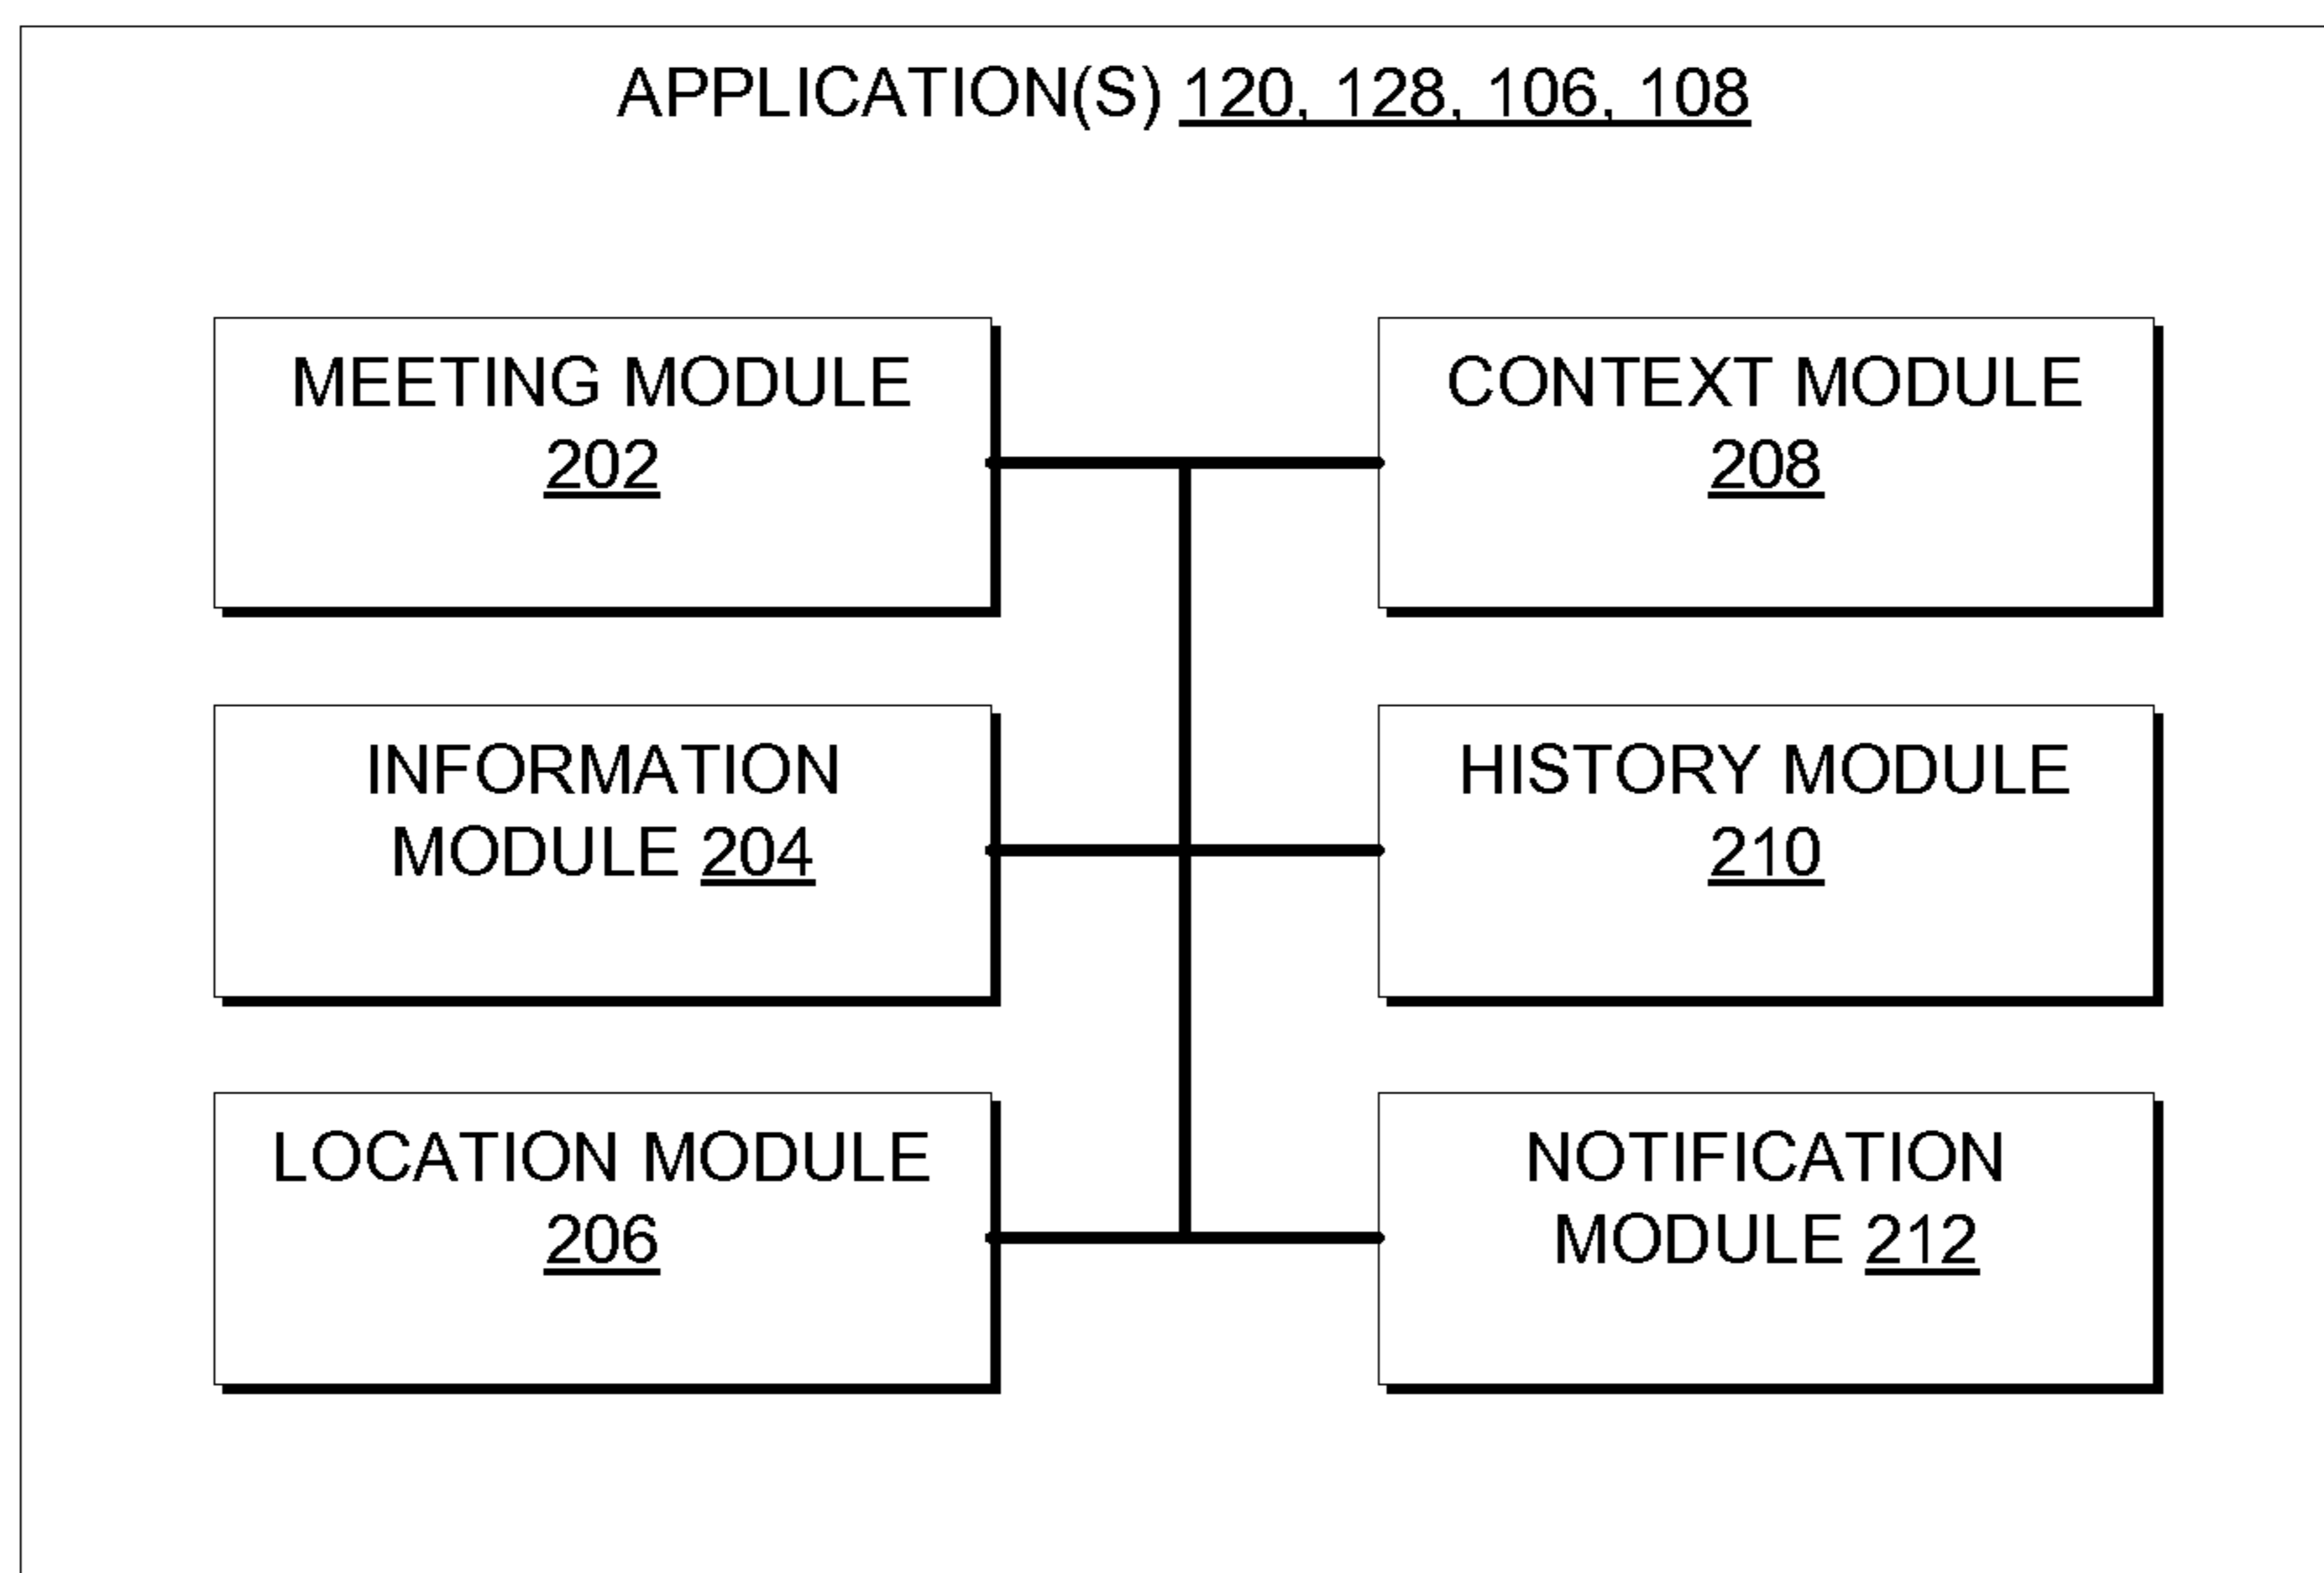 APPLICATION(S) 120, 128, 106, 108
MEETING MODULE
202
CONTEXT MODULE
208
INFORMATION
MODULE 204
HISTORY MODULE
210
LOCATION MODULE
206
NOTIFICATION
MODULE 212